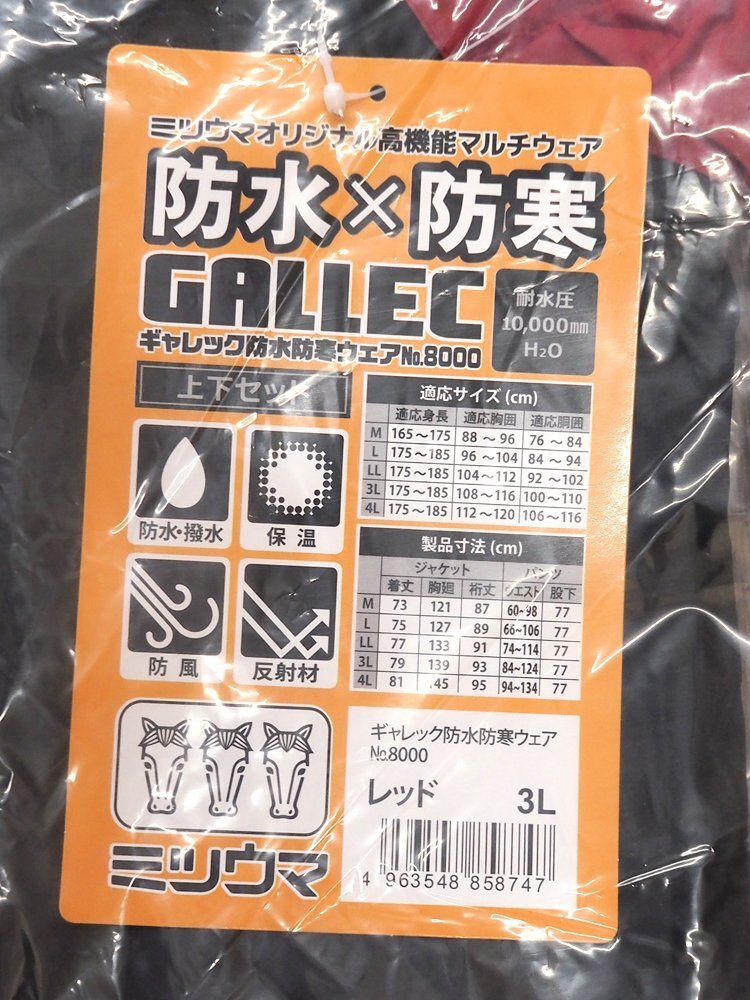 ミツウマオリジナル高機能マルチウェア
防水×防寒
GALLEC
ギャレック防水防寒ウェアNo.8000
耐水圧
10,000mm
H₂O
上下セット
防水・撥水
保温
防風
反射材
適応サイズ(cm)
適応身長 適応胸囲 適応胴囲
M 165〜175 88〜96 76〜84
L 175〜185 96〜104 84〜94
LL 175〜185 104〜112 92〜102
3L 175〜185 108〜116 100〜110
4L 175〜185 112〜120 106〜116
製品寸法(cm)
ジャケット パンツ
着丈 胸廻 裄丈 ウエスト 股下
M 73 121 87 60~98 77
L 75 127 89 66~106 77
LL 77 133 91 74~114 77
3L 79 139 93 84~124 77
4L 81 145 95 94~134 77
ミツウマ
ギャレック防水防寒ウェア
No.8000
レッド 3L
4 963548 858747